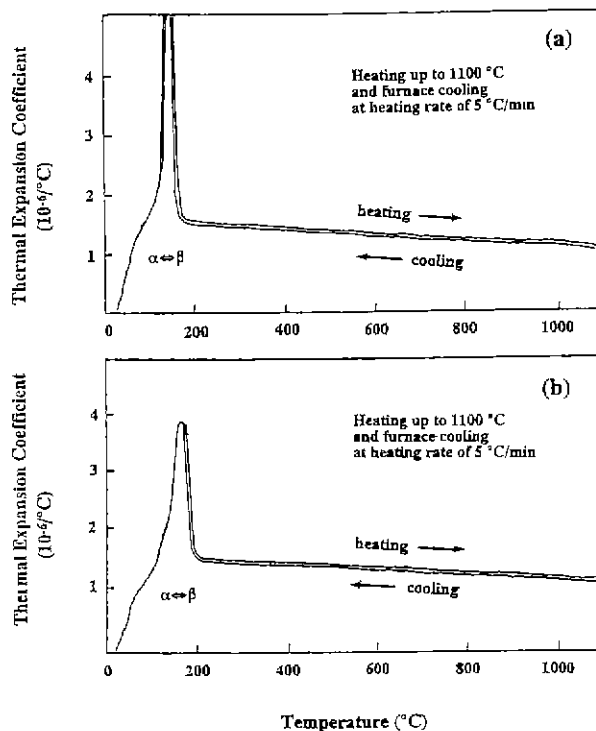 (a)
Heating up to 1100 °C
and furnace cooling
at heating rate of 5 °C/min
Thermal Expansion Coefficient
(10-6/°C)
4
3
2
1
heating
cooling
α⇔β
0 200 400 600 800 1000
(b)
Heating up to 1100 °C
and furnace cooling
at heating rate of 5 °C/min
Thermal Expansion Coefficient
(10-6/°C)
4
3
2
1
heating
cooling
α⇔β
0 200 400 600 800 1000
Temperature (°C)